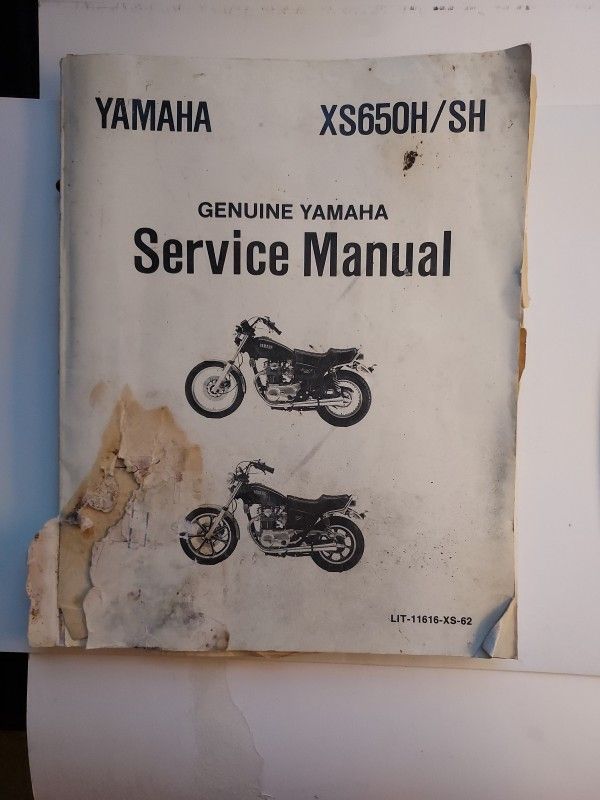 YAMAHA XS650H/SH
GENUINE YAMAHA
Service Manual
LIT-11616-XS-62